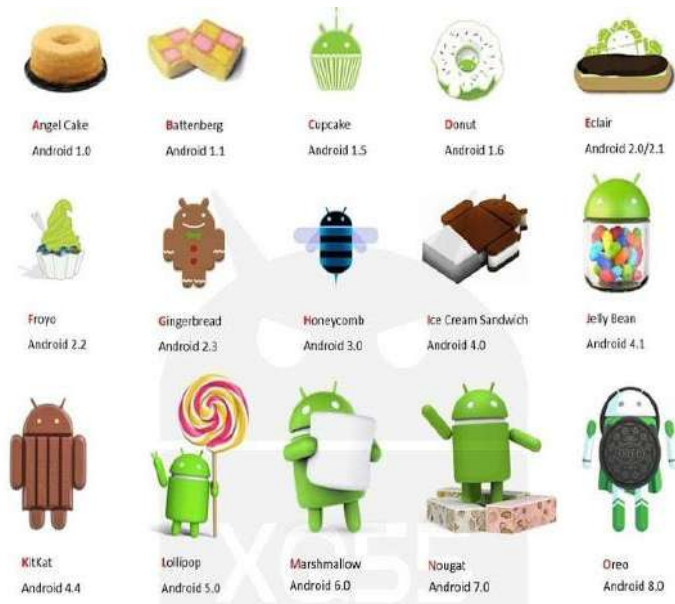 Angel Cake
Android 1.0
Battenberg
Android 1.1
Cupcake
Android 1.5
Donut
Android 1.6
Eclair
Android 2.0/2.1
Froyo
Android 2.2
Gingerbread
Android 2.3
Honeycomb
Android 3.0
Ice Cream Sandwich
Android 4.0
Jelly Bean
Android 4.1
KitKat
Android 4.4
Lollipop
Android 5.0
Marshmallow
Android 6.0
Nougat
Android 7.0
OREO
Oreo
Android 8.0